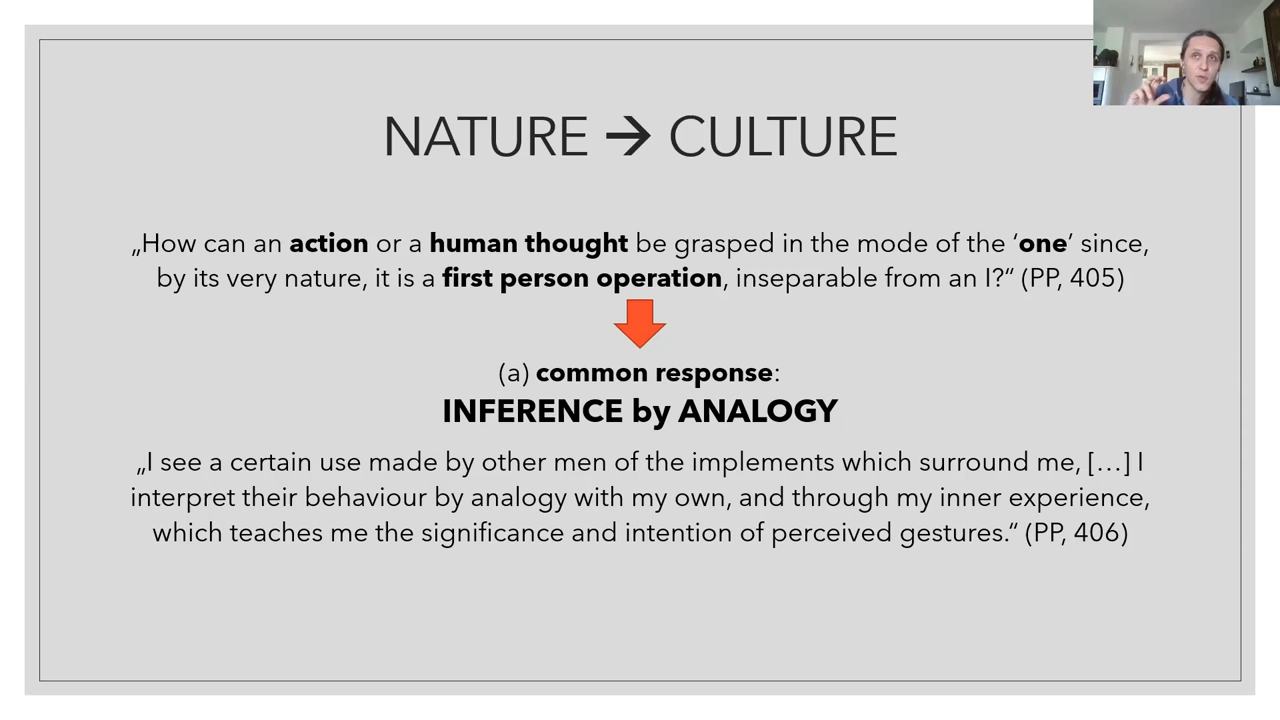 NATURE → CULTURE
„How can an action or a human thought be grasped in the mode of the ‘one’ since,
by its very nature, it is a first person operation, inseparable from an I?“ (PP, 405)
(a) common response:
INFERENCE by ANALOGY
„I see a certain use made by other men of the implements which surround me, […] I
interpret their behaviour by analogy with my own, and through my inner experience,
which teaches me the significance and intention of perceived gestures.“ (PP, 406)